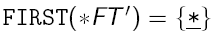 FIRST(*FT′) = {*}